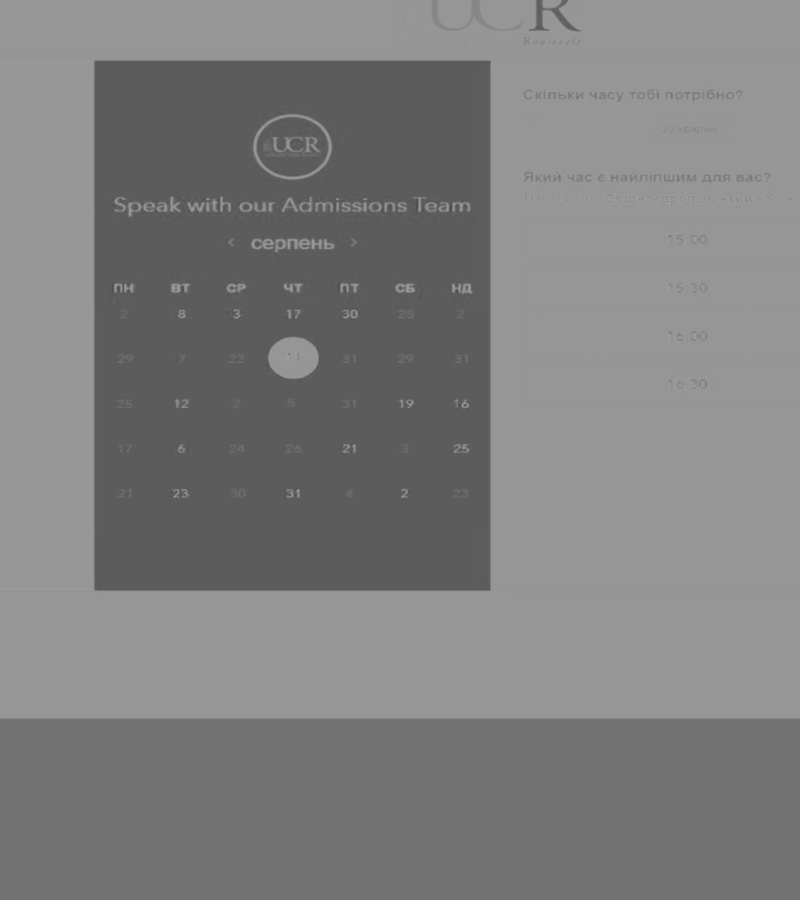 UCR
Roosevelt
UCR
Speak with our Admissions Team
< серпень >
ПН ВТ СР ЧТ ПТ СБ НД
2 8 3 17 30 28 2
29 7 23 11 31 29 31
25 12 2 5 31 19 16
17 6 24 26 21 3 25
21 23 30 31 4 2 23
Скільки часу тобі потрібно?
30 хвилин
Який час є найліпшим для вас?
Східноєвропейський час
15:00
15:30
16:00
16:30